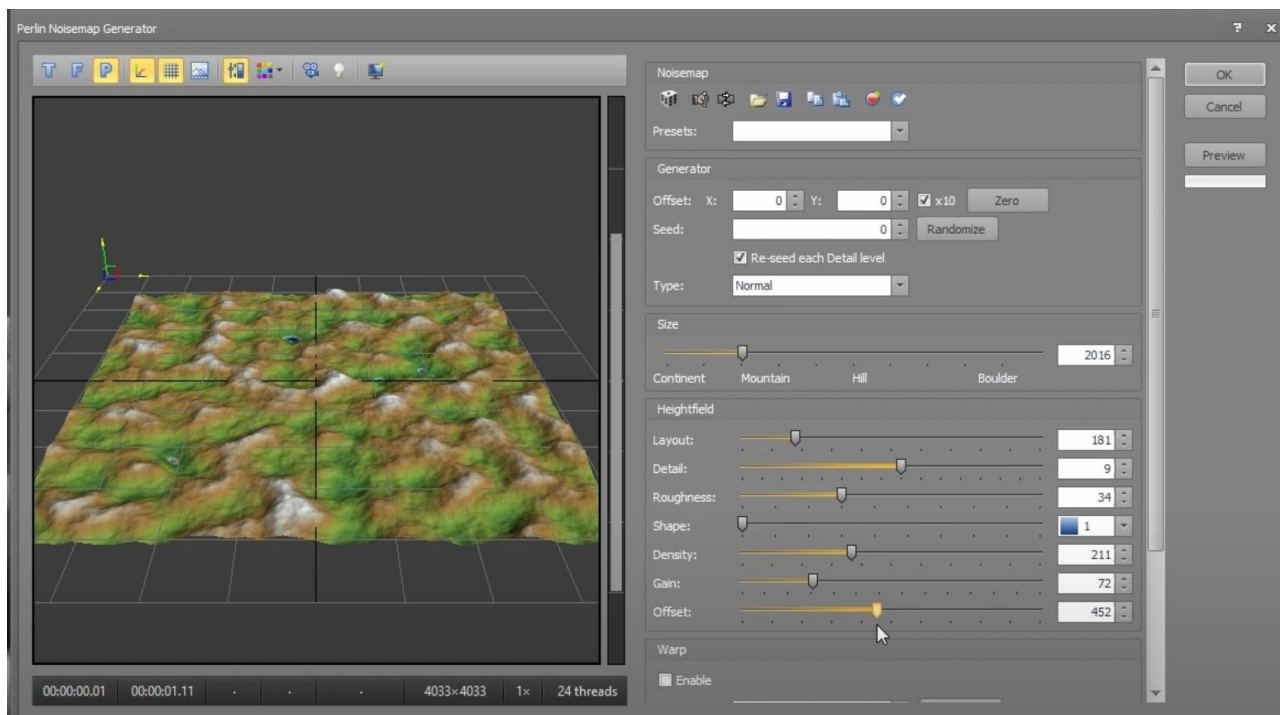 Perlin Noisemap Generator
? x
T F P
Noisemap
OK
Cancel
Presets:
Preview
Generator
Offset: X: 0 Y: 0 x10 Zero
Seed: 0 Randomize
Re-seed each Detail level
Type: Normal
Size
2016
Continent Mountain Hill Boulder
Heightfield
Layout: 181
Detail: 9
Roughness: 34
Shape: 1
Density: 211
Gain: 72
Offset: 452
Warp
Enable
00:00:00.01 00:00:01.11 · · · 4033×4033 1× 24 threads